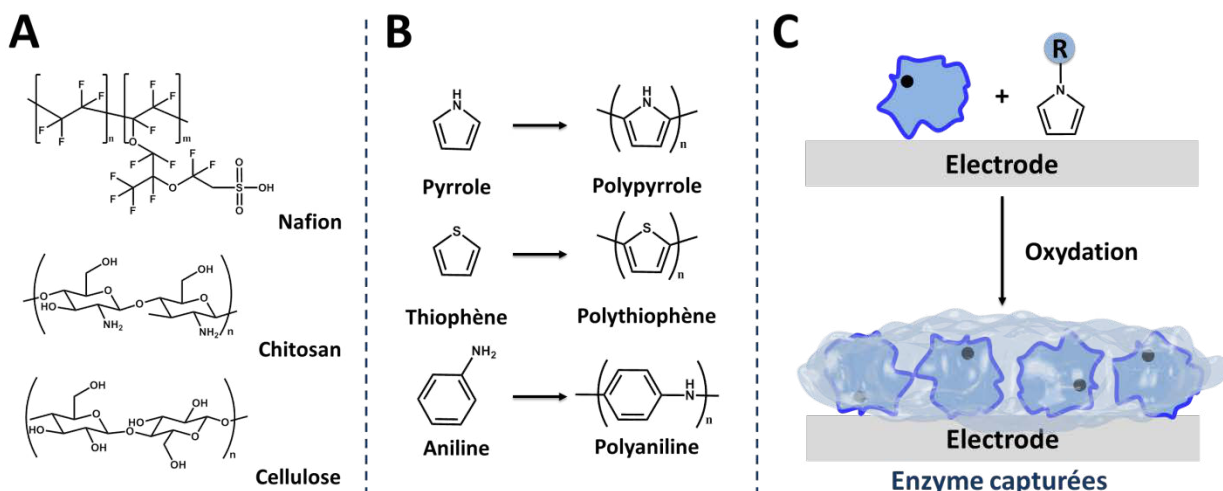 A
F F F
F F F
n
F F F
F
m
O F F F
F F
F F O
F F
O
S OH
O
Nafion
OH
O
O
HO
NH2
O
OH
O
NH2
n
Chitosan
OH
O
HO
OH
O
OH
HO
O
O
OH
n
Cellulose
B
H
N
Pyrrole
H
N
n
Polypyrrole
S
Thiophène
S
n
Polythiophène
NH2
Aniline
H
N
n
Polyaniline
C
R
N
+
Electrode
Oxydation
Electrode
Enzyme capturées